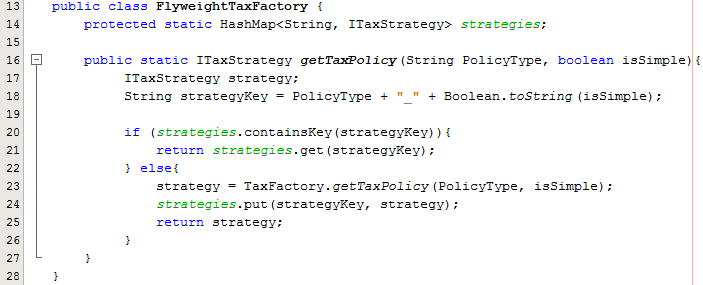 13 public class FlyweightTaxFactory {
14 protected static HashMap<String, ITaxStrategy> strategies;
15
16 public static ITaxStrategy getTaxPolicy(String PolicyType, boolean isSimple){
17 ITaxStrategy strategy;
18 String strategyKey = PolicyType + "_" + Boolean.toString(isSimple);
19
20 if (strategies.containsKey(strategyKey)){
21 return strategies.get(strategyKey);
22 } else{
23 strategy = TaxFactory.getTaxPolicy(PolicyType, isSimple);
24 strategies.put(strategyKey, strategy);
25 return strategy;
26 }
27 }
28 }